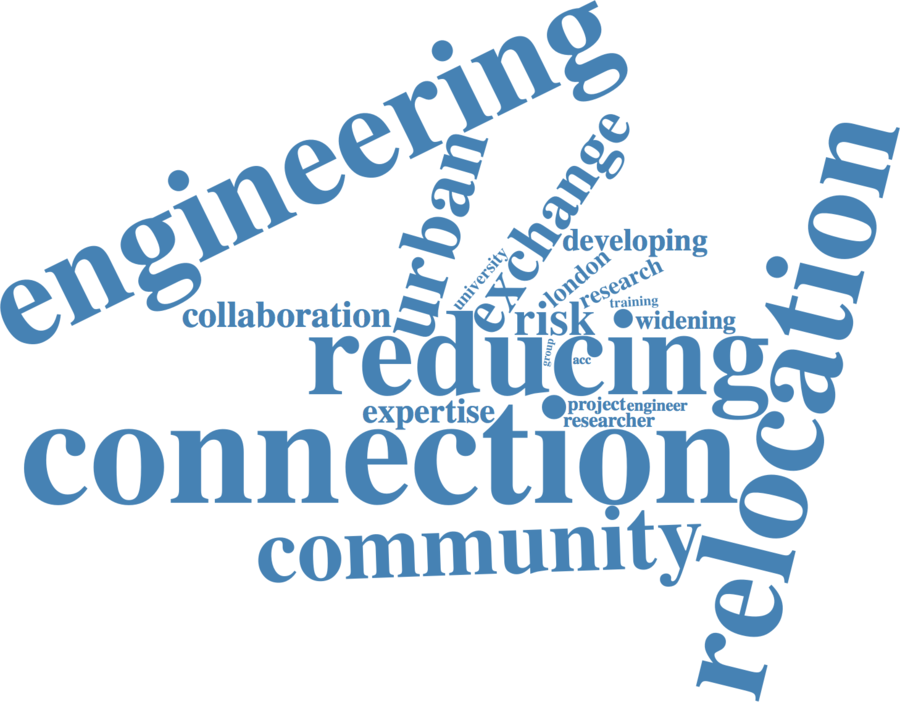 engineering
urban
exchange
relocation
developing
university
london
research
training
collaboration
risk
widening
reducing
group
acc
expertise
project
engineer
researcher
connection
community